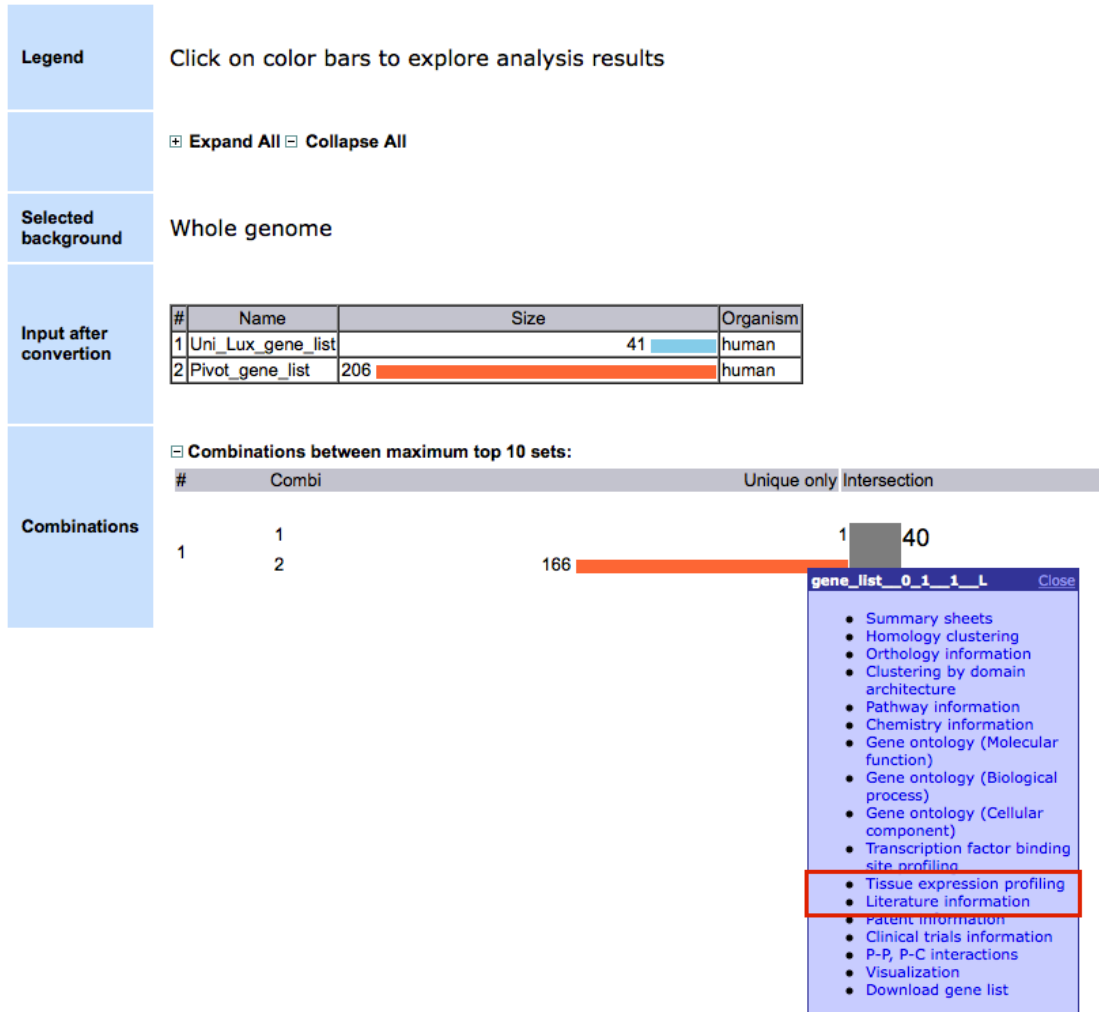 Legend
Click on color bars to explore analysis results
Expand All Collapse All
Selected
background
Whole genome
Input after
convertion
# Name Size Organism
1 Uni_Lux_gene_list 41 human
2 Pivot_gene_list 206 human
Combinations
Combinations between maximum top 10 sets:
# Combi Unique only Intersection
1
1 1 40
2 166
gene_list__0_1__1__L Close
Summary sheets
Homology clustering
Orthology information
Clustering by domain
architecture
Pathway information
Chemistry information
Gene ontology (Molecular
function)
Gene ontology (Biological
process)
Gene ontology (Cellular
component)
Transcription factor binding
site profiling
Tissue expression profiling
Literature information
Patent information
Clinical trials information
P-P, P-C interactions
Visualization
Download gene list